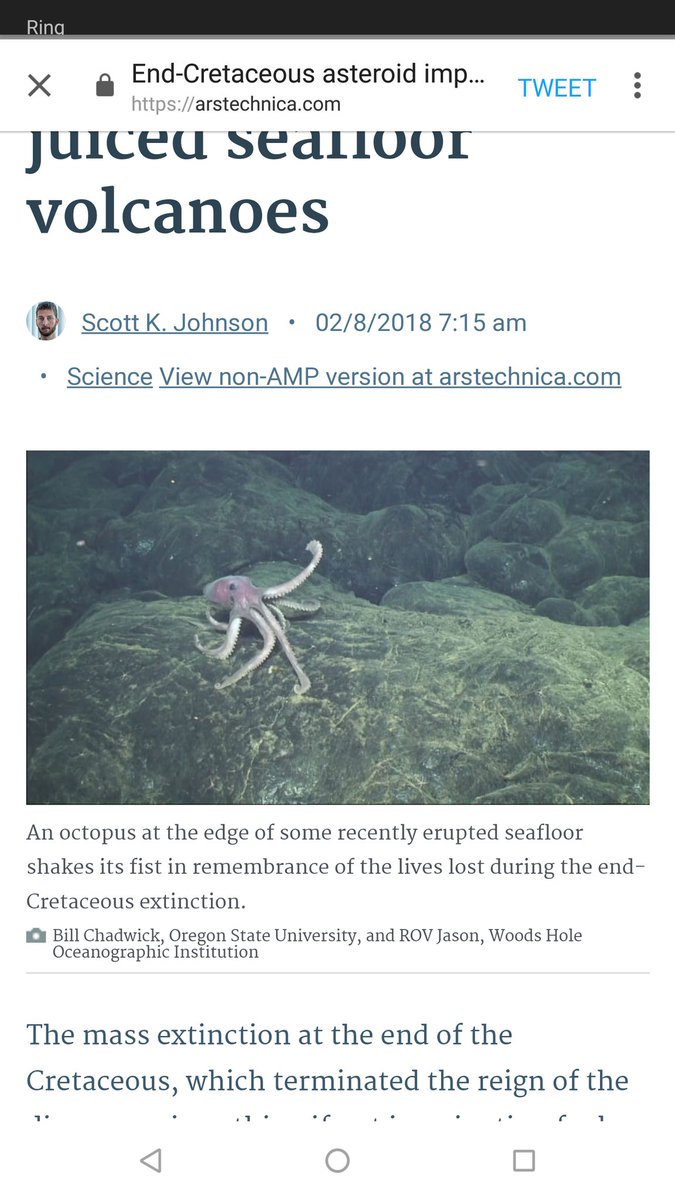 Ring
End-Cretaceous asteroid imp...
https://arstechnica.com
TWEET
juiced seafloor
volcanoes
Scott K. Johnson • 02/8/2018 7:15 am
• Science View non-AMP version at arstechnica.com
An octopus at the edge of some recently erupted seafloor
shakes its fist in remembrance of the lives lost during the end-
Cretaceous extinction.
Bill Chadwick, Oregon State University, and ROV Jason, Woods Hole
Oceanographic Institution
The mass extinction at the end of the
Cretaceous, which terminated the reign of the